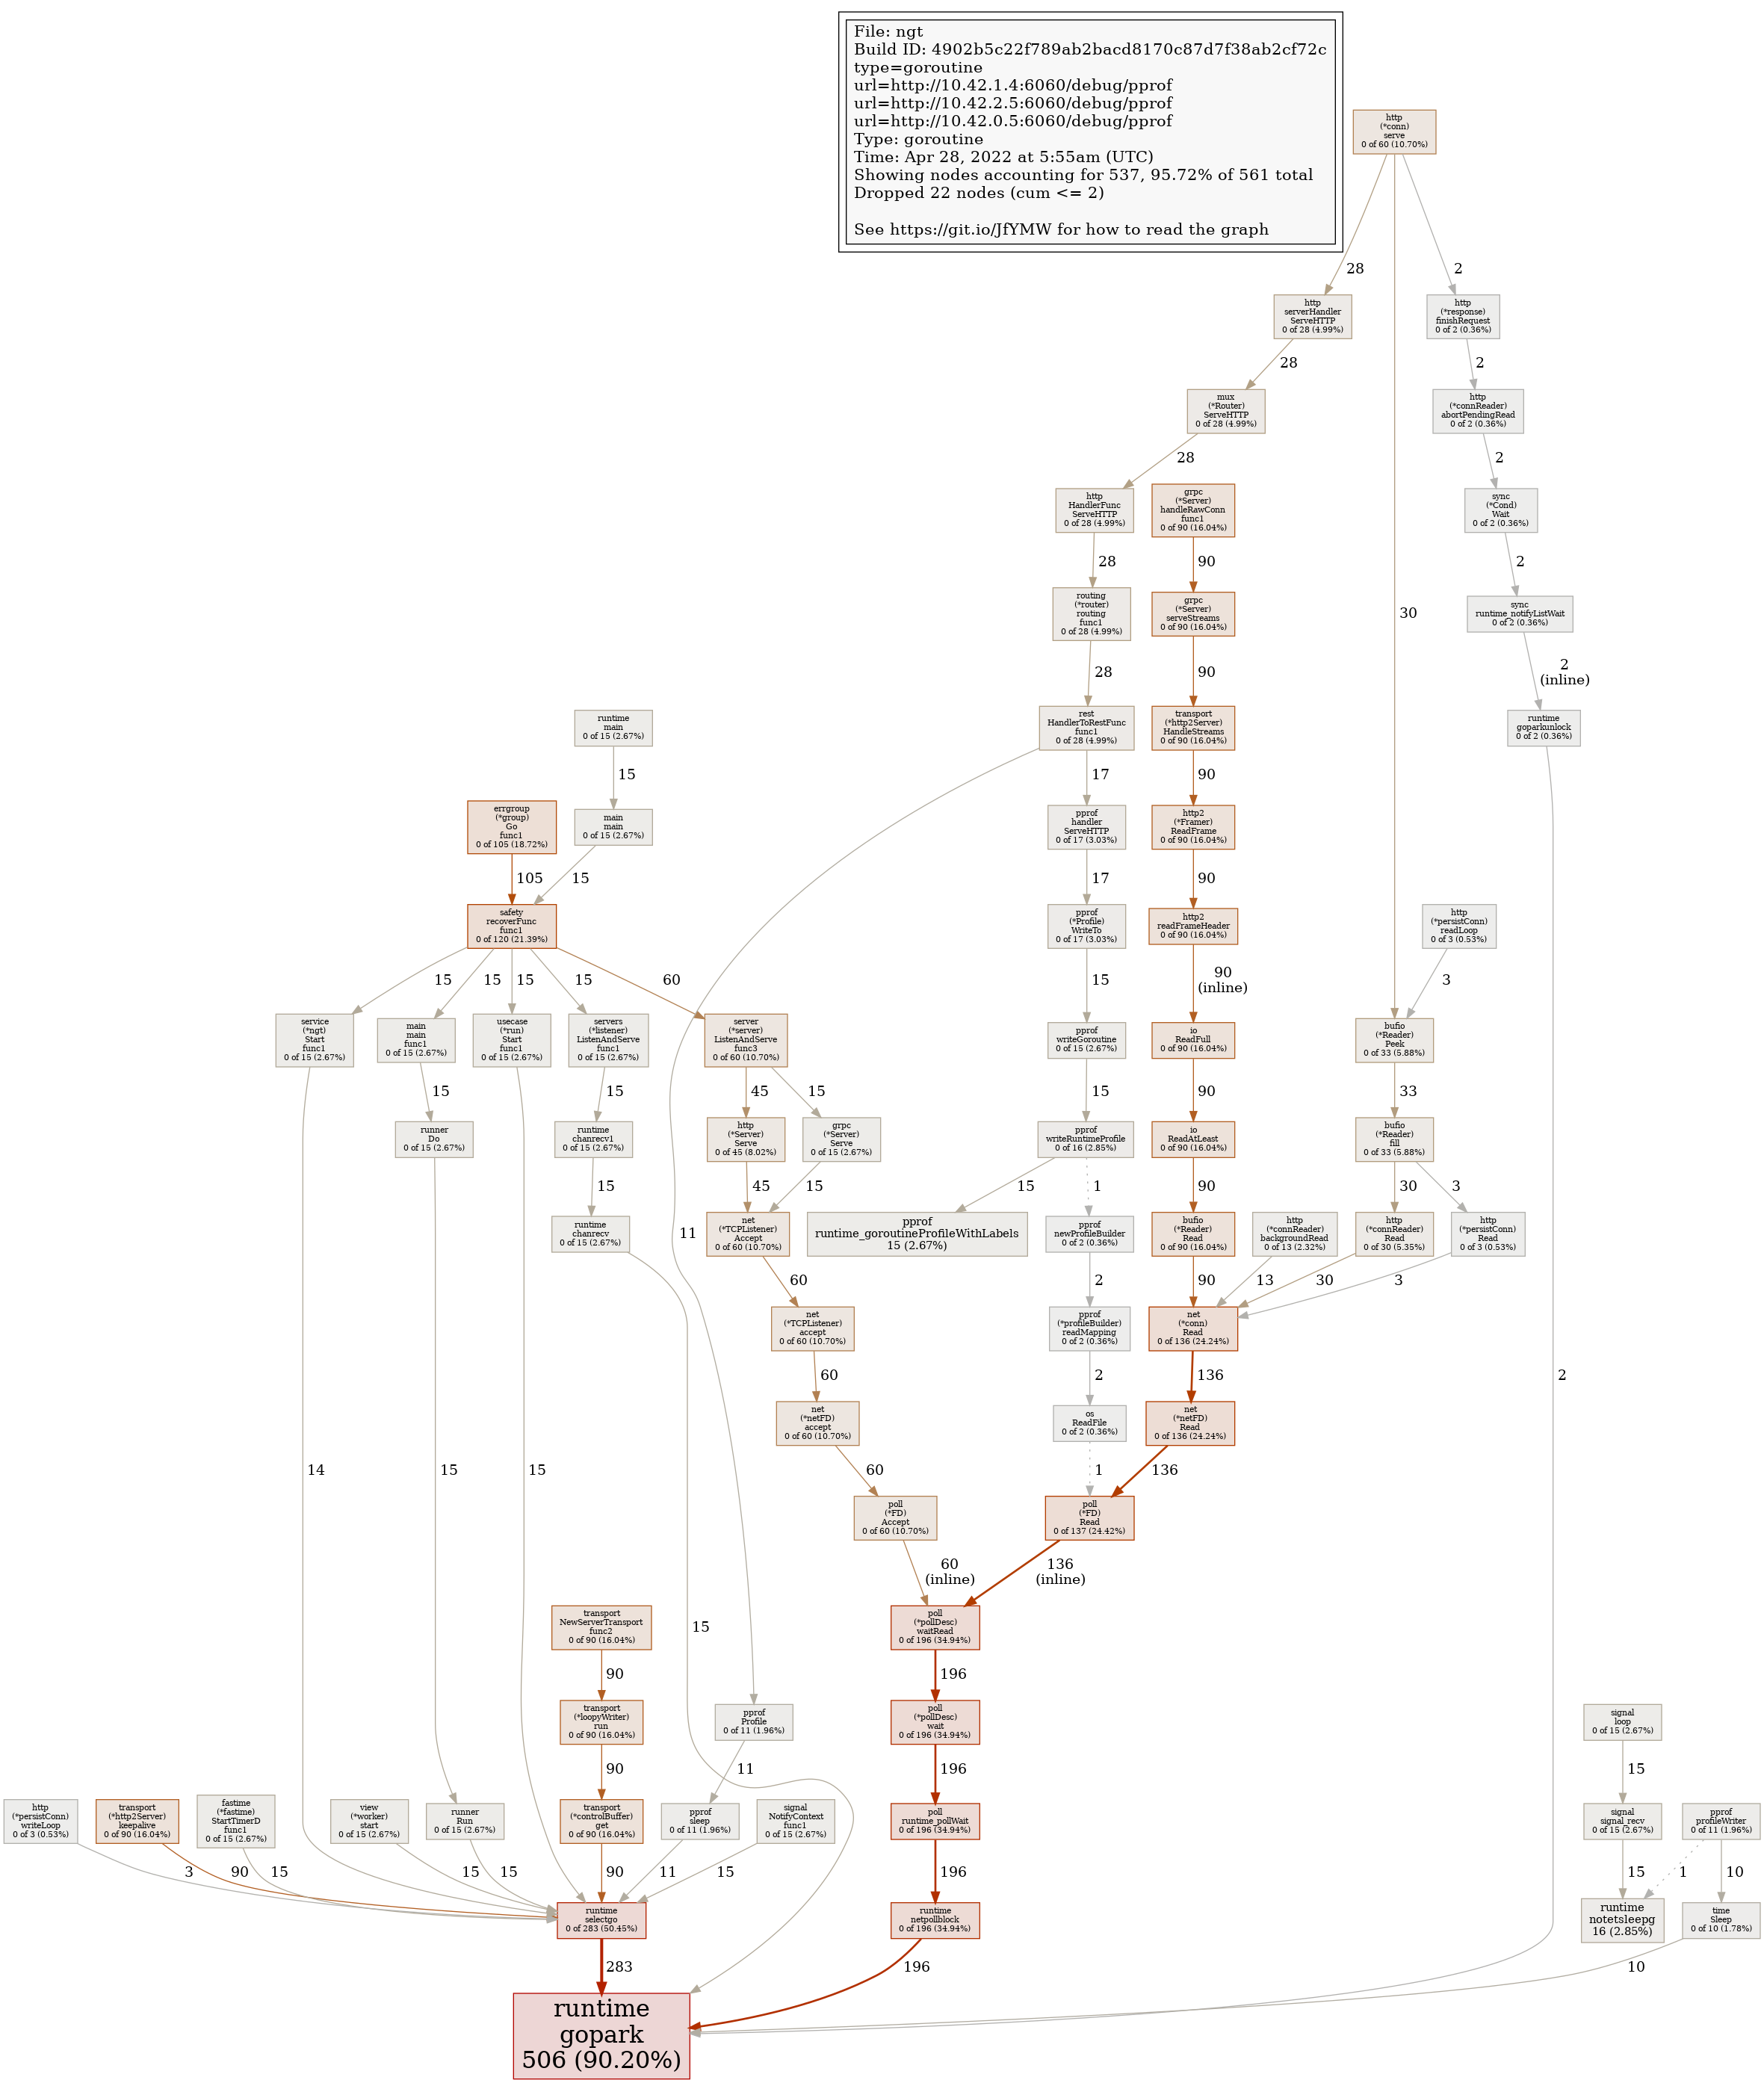 File: ngt
Build ID: 4902b5c22f789ab2bacd8170c87d7f38ab2cf72c
type=goroutine
url=http://10.42.1.4:6060/debug/pprof
url=http://10.42.2.5:6060/debug/pprof
url=http://10.42.0.5:6060/debug/pprof
Type: goroutine
Time: Apr 28, 2022 at 5:55am (UTC)
Showing nodes accounting for 537, 95.72% of 561 total
Dropped 22 nodes (cum <= 2)
See https://git.io/JfYMW for how to read the graph
http
(*conn)
serve
0 of 60 (10.70%)
28
2
http
serverHandler
ServeHTTP
0 of 28 (4.99%)
http
(*response)
finishRequest
0 of 2 (0.36%)
28
2
mux
(*Router)
ServeHTTP
0 of 28 (4.99%)
http
(*connReader)
abortPendingRead
0 of 2 (0.36%)
28
2
http
HandlerFunc
ServeHTTP
0 of 28 (4.99%)
grpc
(*Server)
handleRawConn
func1
0 of 90 (16.04%)
sync
(*Cond)
Wait
0 of 2 (0.36%)
28
90
2
routing
(*router)
routing
func1
0 of 28 (4.99%)
grpc
(*Server)
serveStreams
0 of 90 (16.04%)
30
sync
runtime_notifyListWait
0 of 2 (0.36%)
28
90
2
(inline)
runtime
main
0 of 15 (2.67%)
rest
HandlerToRestFunc
func1
0 of 28 (4.99%)
transport
(*http2Server)
HandleStreams
0 of 90 (16.04%)
runtime
goparkunlock
0 of 2 (0.36%)
15
17
90
errgroup
(*group)
Go
func1
0 of 105 (18.72%)
main
main
0 of 15 (2.67%)
pprof
handler
ServeHTTP
0 of 17 (3.03%)
http2
(*Framer)
ReadFrame
0 of 90 (16.04%)
105
15
17
90
safety
recoverFunc
func1
0 of 120 (21.39%)
pprof
(*Profile)
WriteTo
0 of 17 (3.03%)
http2
readFrameHeader
0 of 90 (16.04%)
http
(*persistConn)
readLoop
0 of 3 (0.53%)
15
15
15
15
60
15
90
(inline)
3
service
(*ngt)
Start
func1
0 of 15 (2.67%)
main
main
func1
0 of 15 (2.67%)
usecase
(*run)
Start
func1
0 of 15 (2.67%)
servers
(*listener)
ListenAndServe
func1
0 of 15 (2.67%)
server
(*server)
ListenAndServe
func3
0 of 60 (10.70%)
pprof
writeGoroutine
0 of 15 (2.67%)
io
ReadFull
0 of 90 (16.04%)
bufio
(*Reader)
Peek
0 of 33 (5.88%)
15
15
45
15
15
90
33
runner
Do
0 of 15 (2.67%)
runtime
chanrecv1
0 of 15 (2.67%)
http
(*Server)
Serve
0 of 45 (8.02%)
grpc
(*Server)
Serve
0 of 15 (2.67%)
pprof
writeRuntimeProfile
0 of 16 (2.85%)
io
ReadAtLeast
0 of 90 (16.04%)
bufio
(*Reader)
fill
0 of 33 (5.88%)
15
45
15
15
1
90
30
3
runtime
chanrecv
0 of 15 (2.67%)
11
net
(*TCPListener)
Accept
0 of 60 (10.70%)
pprof
runtime_goroutineProfileWithLabels
15 (2.67%)
pprof
newProfileBuilder
0 of 2 (0.36%)
bufio
(*Reader)
Read
0 of 90 (16.04%)
http
(*connReader)
backgroundRead
0 of 13 (2.32%)
http
(*connReader)
Read
0 of 30 (5.35%)
http
(*persistConn)
Read
0 of 3 (0.53%)
60
2
90
13
30
3
net
(*TCPListener)
accept
0 of 60 (10.70%)
pprof
(*profileBuilder)
readMapping
0 of 2 (0.36%)
net
(*conn)
Read
0 of 136 (24.24%)
60
2
136
2
net
(*netFD)
accept
0 of 60 (10.70%)
os
ReadFile
0 of 2 (0.36%)
net
(*netFD)
Read
0 of 136 (24.24%)
14
15
15
60
1
136
poll
(*FD)
Accept
0 of 60 (10.70%)
poll
(*FD)
Read
0 of 137 (24.42%)
60
(inline)
136
(inline)
transport
NewServerTransport
func2
0 of 90 (16.04%)
15
poll
(*pollDesc)
waitRead
0 of 196 (34.94%)
90
196
transport
(*loopyWriter)
run
0 of 90 (16.04%)
pprof
Profile
0 of 11 (1.96%)
poll
(*pollDesc)
wait
0 of 196 (34.94%)
signal
loop
0 of 15 (2.67%)
90
11
196
15
http
(*persistConn)
writeLoop
0 of 3 (0.53%)
transport
(*http2Server)
keepalive
0 of 90 (16.04%)
fastime
(*fastime)
StartTimerD
func1
0 of 15 (2.67%)
view
(*worker)
start
0 of 15 (2.67%)
runner
Run
0 of 15 (2.67%)
transport
(*controlBuffer)
get
0 of 90 (16.04%)
pprof
sleep
0 of 11 (1.96%)
signal
NotifyContext
func1
0 of 15 (2.67%)
poll
runtime_pollWait
0 of 196 (34.94%)
signal
signal_recv
0 of 15 (2.67%)
pprof
profileWriter
0 of 11 (1.96%)
3
90
15
15
15
90
11
15
196
15
1
10
runtime
selectgo
0 of 283 (50.45%)
runtime
netpollblock
0 of 196 (34.94%)
runtime
notetsleepg
16 (2.85%)
time
Sleep
0 of 10 (1.78%)
283
196
10
runtime
gopark
506 (90.20%)